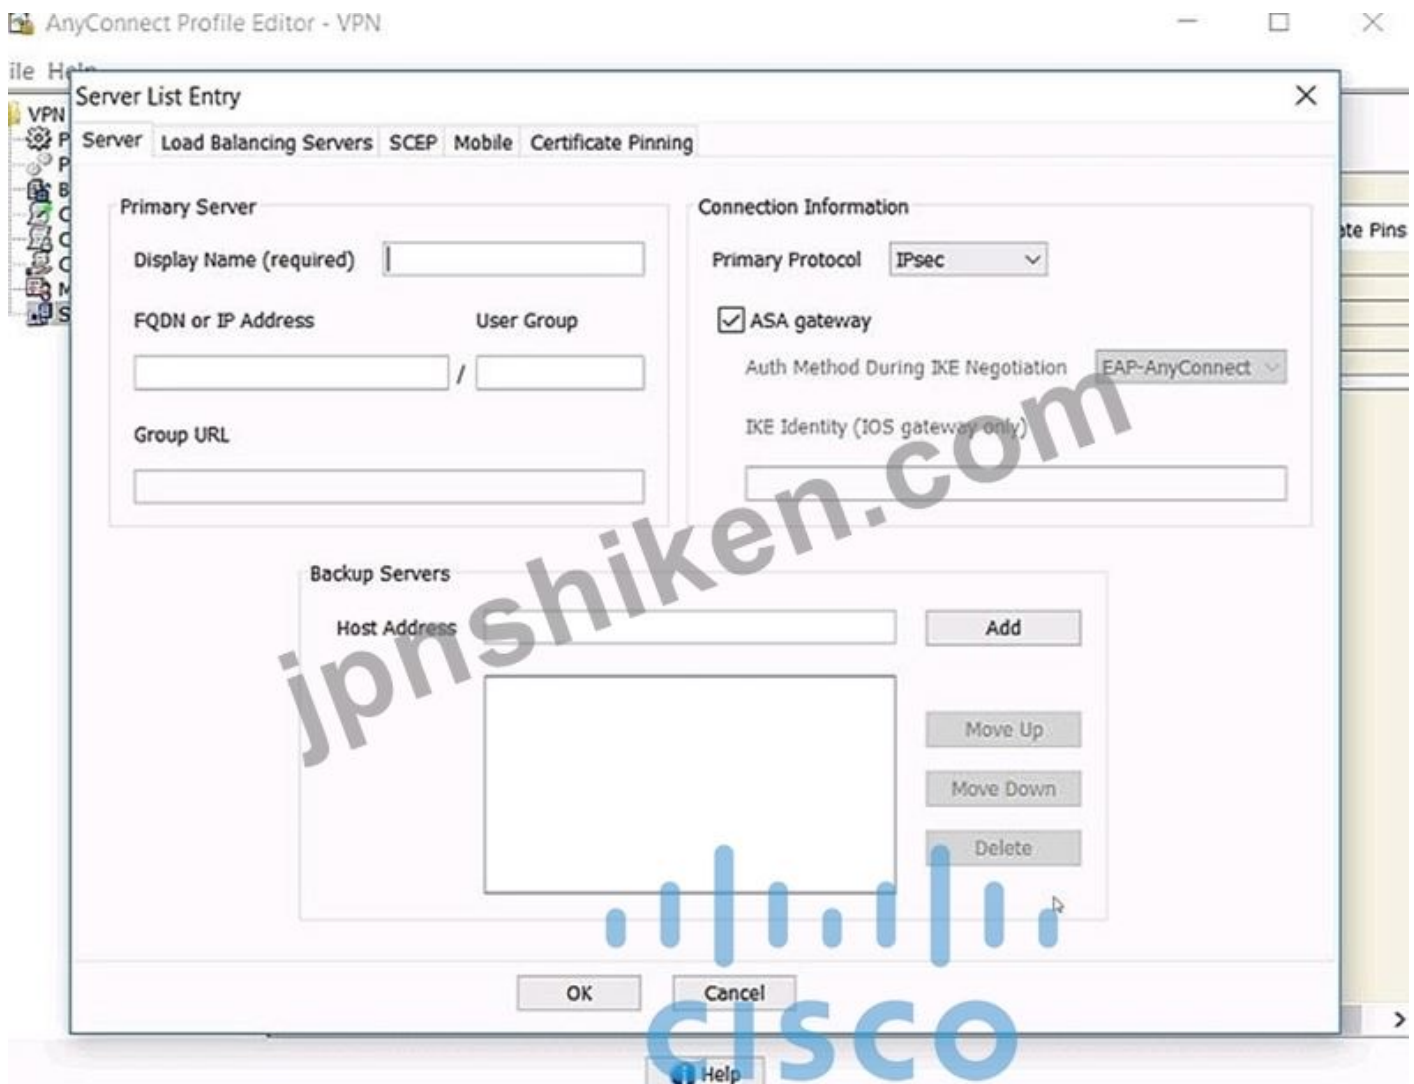 AnyConnect Profile Editor - VPN
ile Help
Server List Entry
VPN
Server Load Balancing Servers SCEP Mobile Certificate Pinning
P
P
B
C
C
C
M
S
Primary Server
Display Name (required)
FQDN or IP Address User Group
/
Group URL
Connection Information
Primary Protocol IPsec
ASA gateway
Auth Method During IKE Negotiation EAP-AnyConnect
IKE Identity (IOS gateway only)
ate Pins
Backup Servers
Host Address Add
Move Up
Move Down
Delete
OK Cancel
Help
jpnshiken.com
CISCO